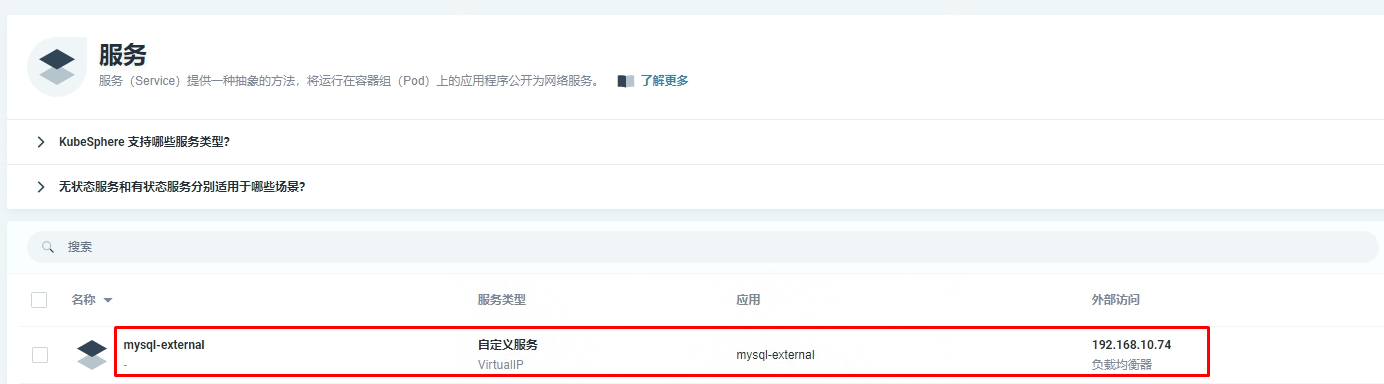 服务
服务（Service）提供一种抽象的方法，将运行在容器组（Pod）上的应用程序公开为网络服务。 了解更多
KubeSphere 支持哪些服务类型?
无状态服务和有状态服务分别适用于哪些场景?
搜索
名称 服务类型 应用 外部访问
mysql-external 自定义服务 mysql-external 192.168.10.74
- VirtualIP 负载均衡器